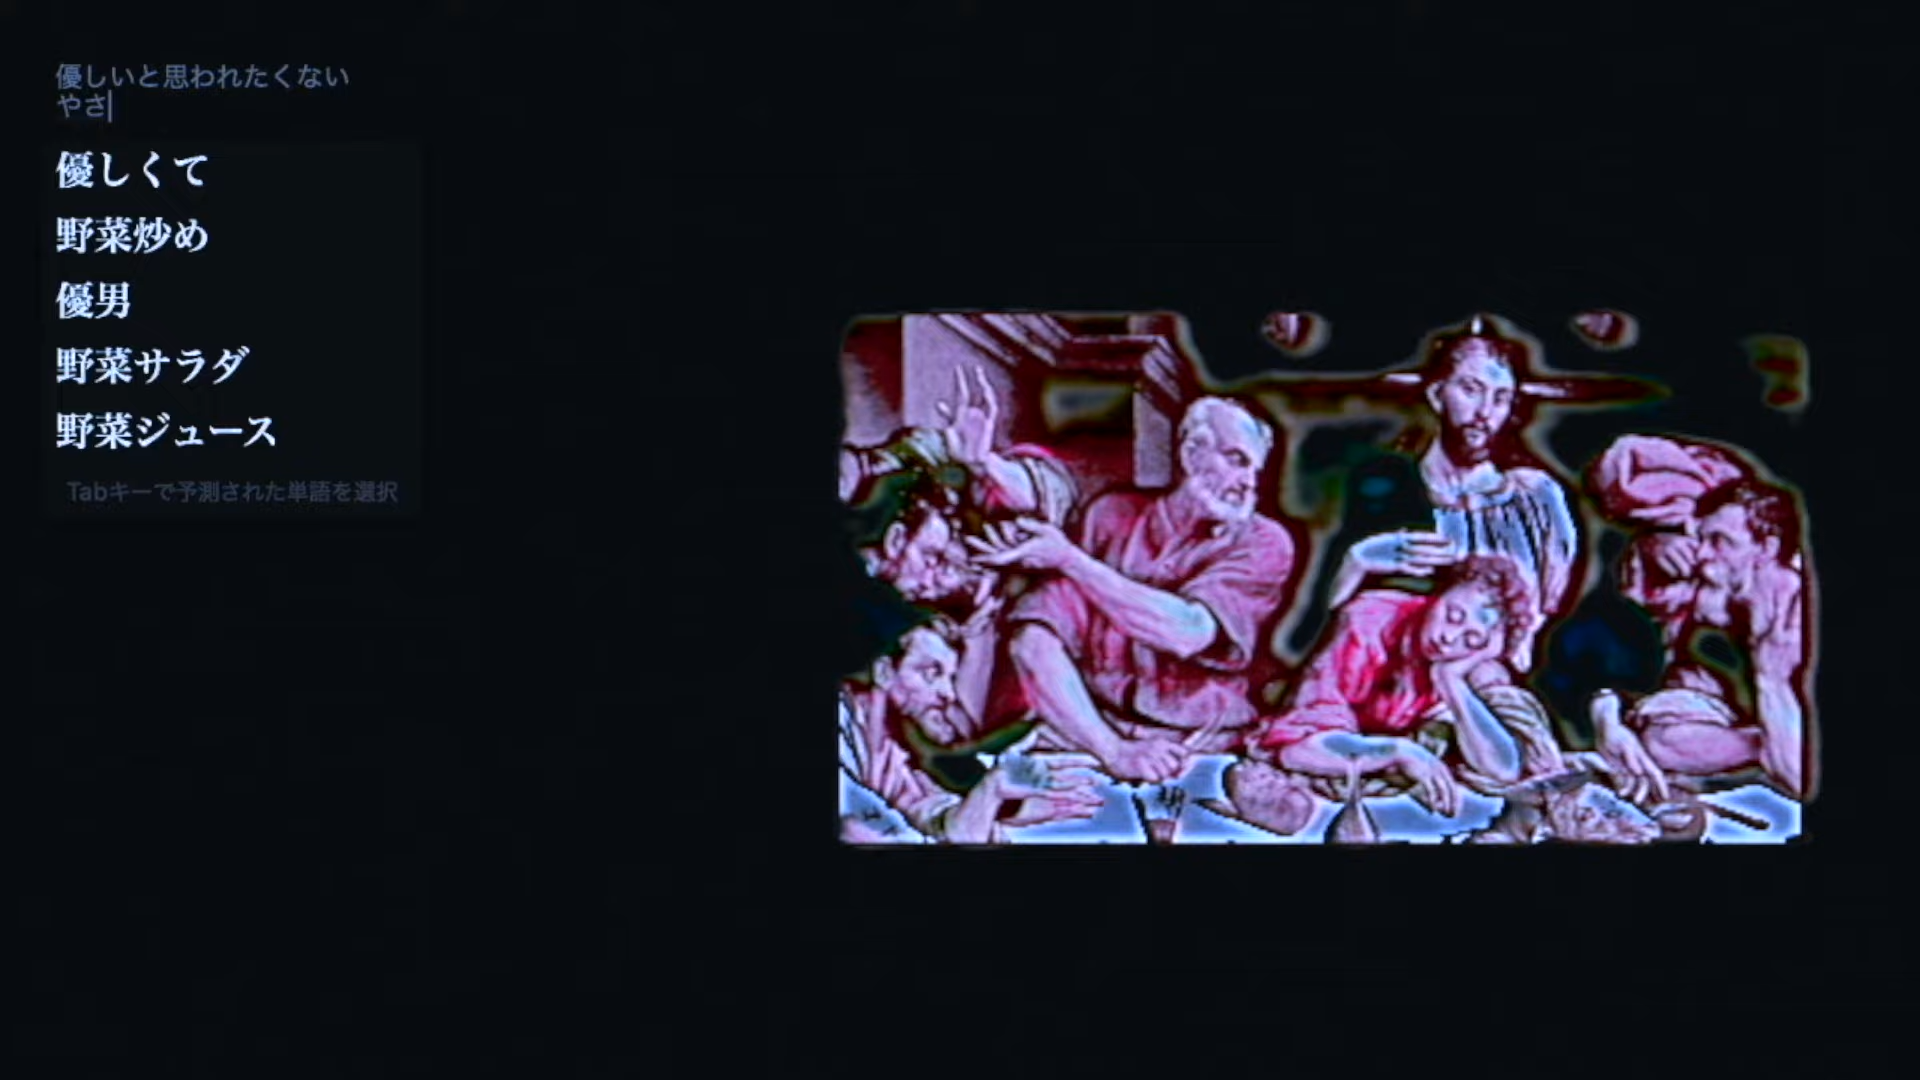 優しいと思われたくない
やさ
優しくて
野菜炒め
優男
野菜サラダ
野菜ジュース
Tabキーで予測された単語を選択